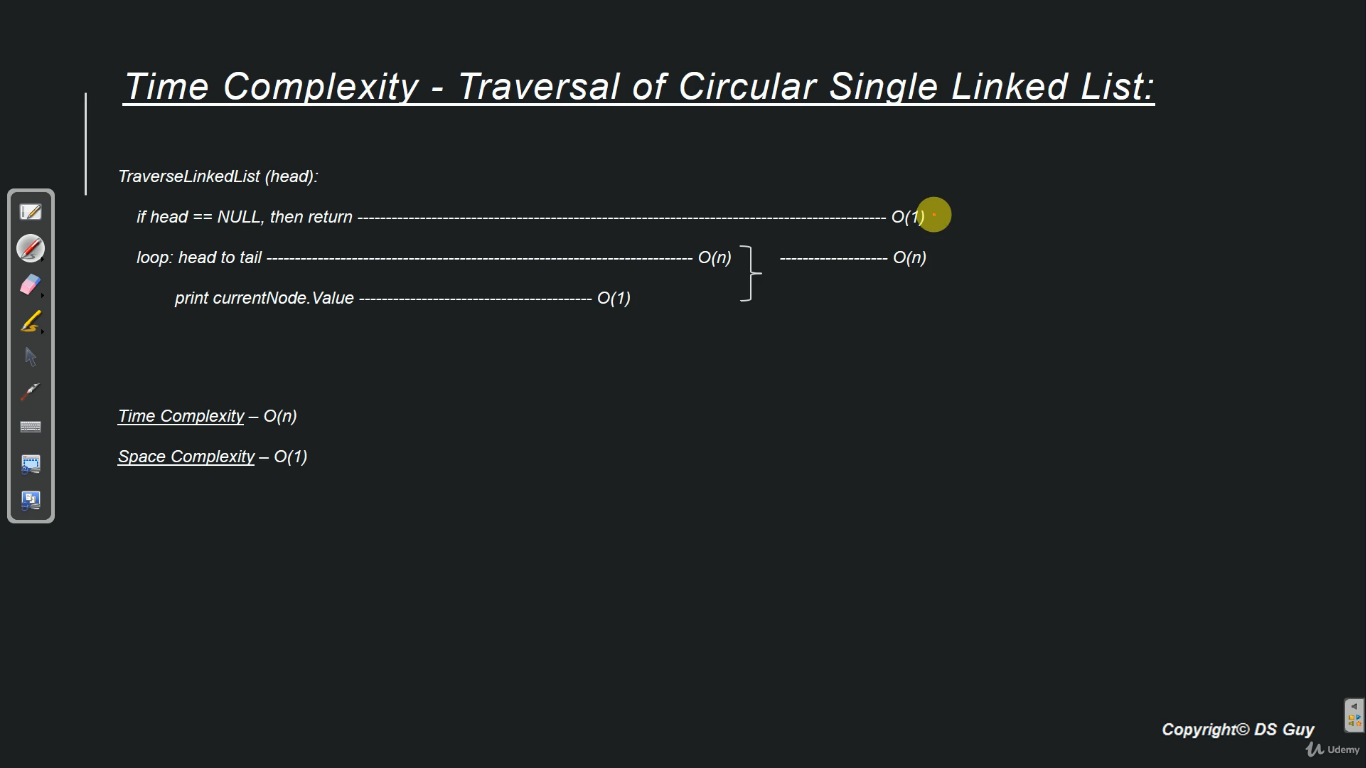 Time Complexity - Traversal of Circular Single Linked List:
TraverseLinkedList (head):
if head == NULL, then return ---------------------------------------------------------------------------------------------- O(1)
loop: head to tail --------------------------------------------------------------------------- O(n) ------------------- O(n)
print currentNode.Value ----------------------------------------- O(1)
Time Complexity – O(n)
Space Complexity – O(1)
Copyright© DS Guy
Udemy